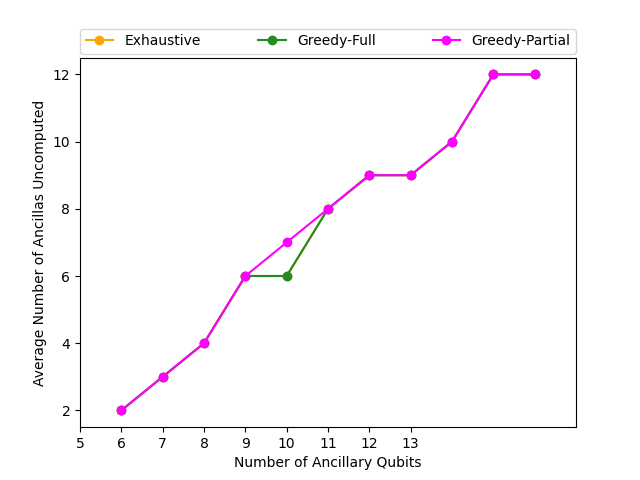 Exhaustive Greedy-Full Greedy-Partial
Average Number of Ancillas Uncomputed
12
10
8
6
4
2
5 6 7 8 9 10 11 12 13
Number of Ancillary Qubits